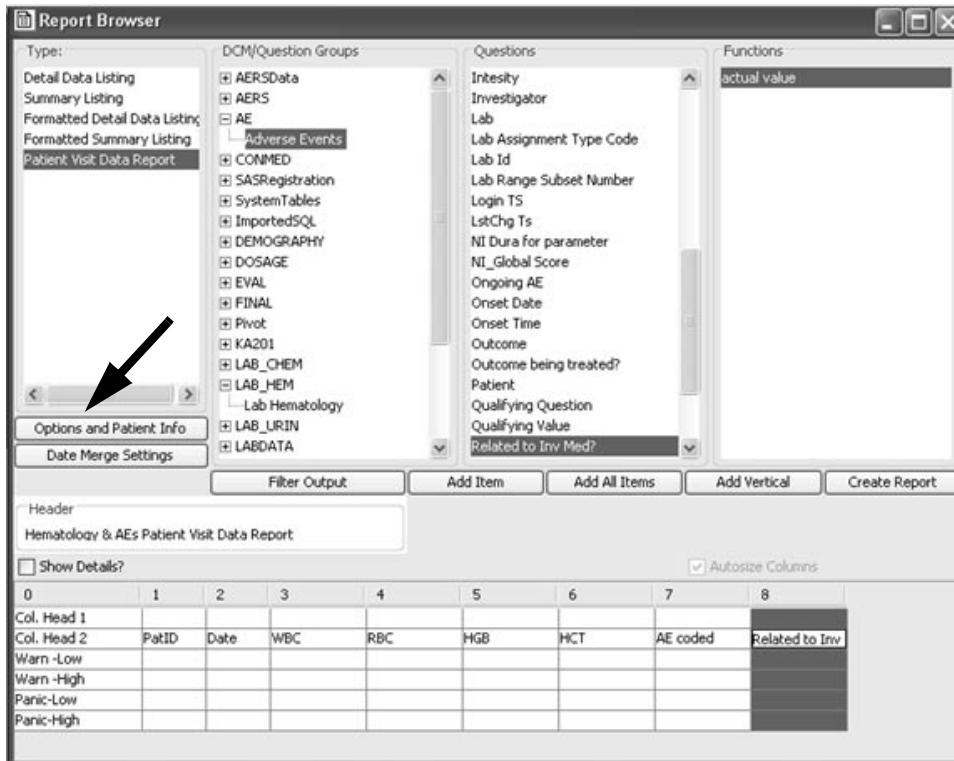 Report Browser
Type:
Detail Data Listing
Summary Listing
Formatted Detail Data Listing
Formatted Summary Listing
Patient Visit Data Report
Options and Patient Info
Date Merge Settings
DCM/Question Groups
AERSData
AERS
AE
Adverse Events
CONMED
SASRegistration
SystemTables
ImportedSQL
DEMOGRAPHY
DOSAGE
EVAL
FINAL
Pivot
KA201
LAB_CHEM
LAB_HEM
Lab Hematology
LAB_URIN
LABDATA
Questions
Intesity
Investigator
Lab
Lab Assignment Type Code
Lab Id
Lab Range Subset Number
Login TS
LstChg Ts
NI Dura for parameter
NI_Global Score
Ongoing AE
Onset Date
Onset Time
Outcome
Outcome being treated?
Patient
Qualifying Question
Qualifying Value
Related to Inv Med?
Functions
actual value
Filter Output Add Item Add All Items Add Vertical Create Report
Header
Hematology & AEs Patient Visit Data Report
Show Details? Autosize Columns
0 1 2 3 4 5 6 7 8
Col. Head 1
Col. Head 2 PatID Date WBC RBC HGB HCT AE coded Related to Inv
Warn -Low
Warn -High
Panic-Low
Panic-High